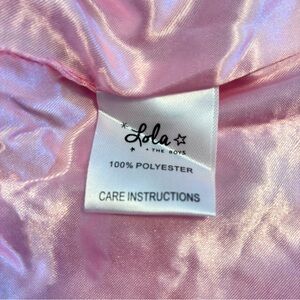 Lola
+ THE BOYS
100% POLYESTER
CARE INSTRUCTIONS